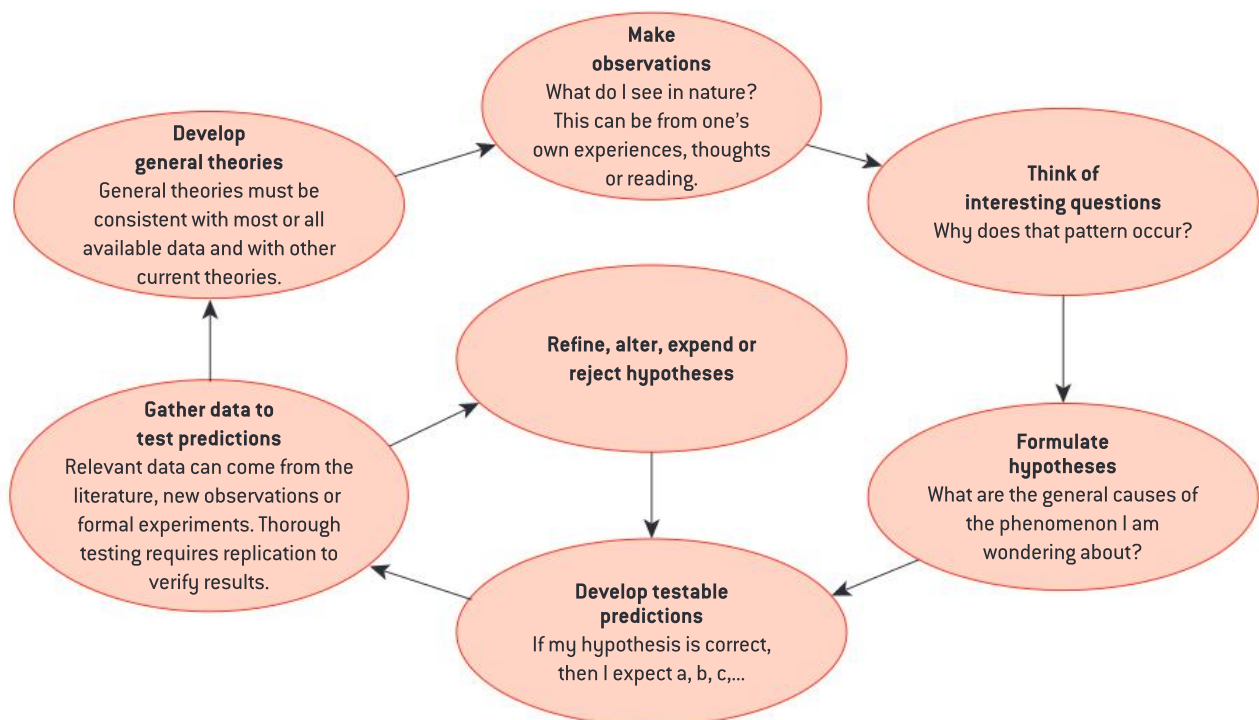 Make
observations
What do I see in nature?
This can be from one's
own experiences, thoughts
or reading.
Think of
interesting questions
Why does that pattern occur?
Formulate
hypotheses
What are the general causes of
the phenomenon I am
wondering about?
Develop testable
predictions
If my hypothesis is correct,
then I expect a, b, c,...
Gather data to
test predictions
Relevant data can come from the
literature, new observations or
formal experiments. Thorough
testing requires replication to
verify results.
Refine, alter, expend or
reject hypotheses
Develop
general theories
General theories must be
consistent with most or all
available data and with other
current theories.